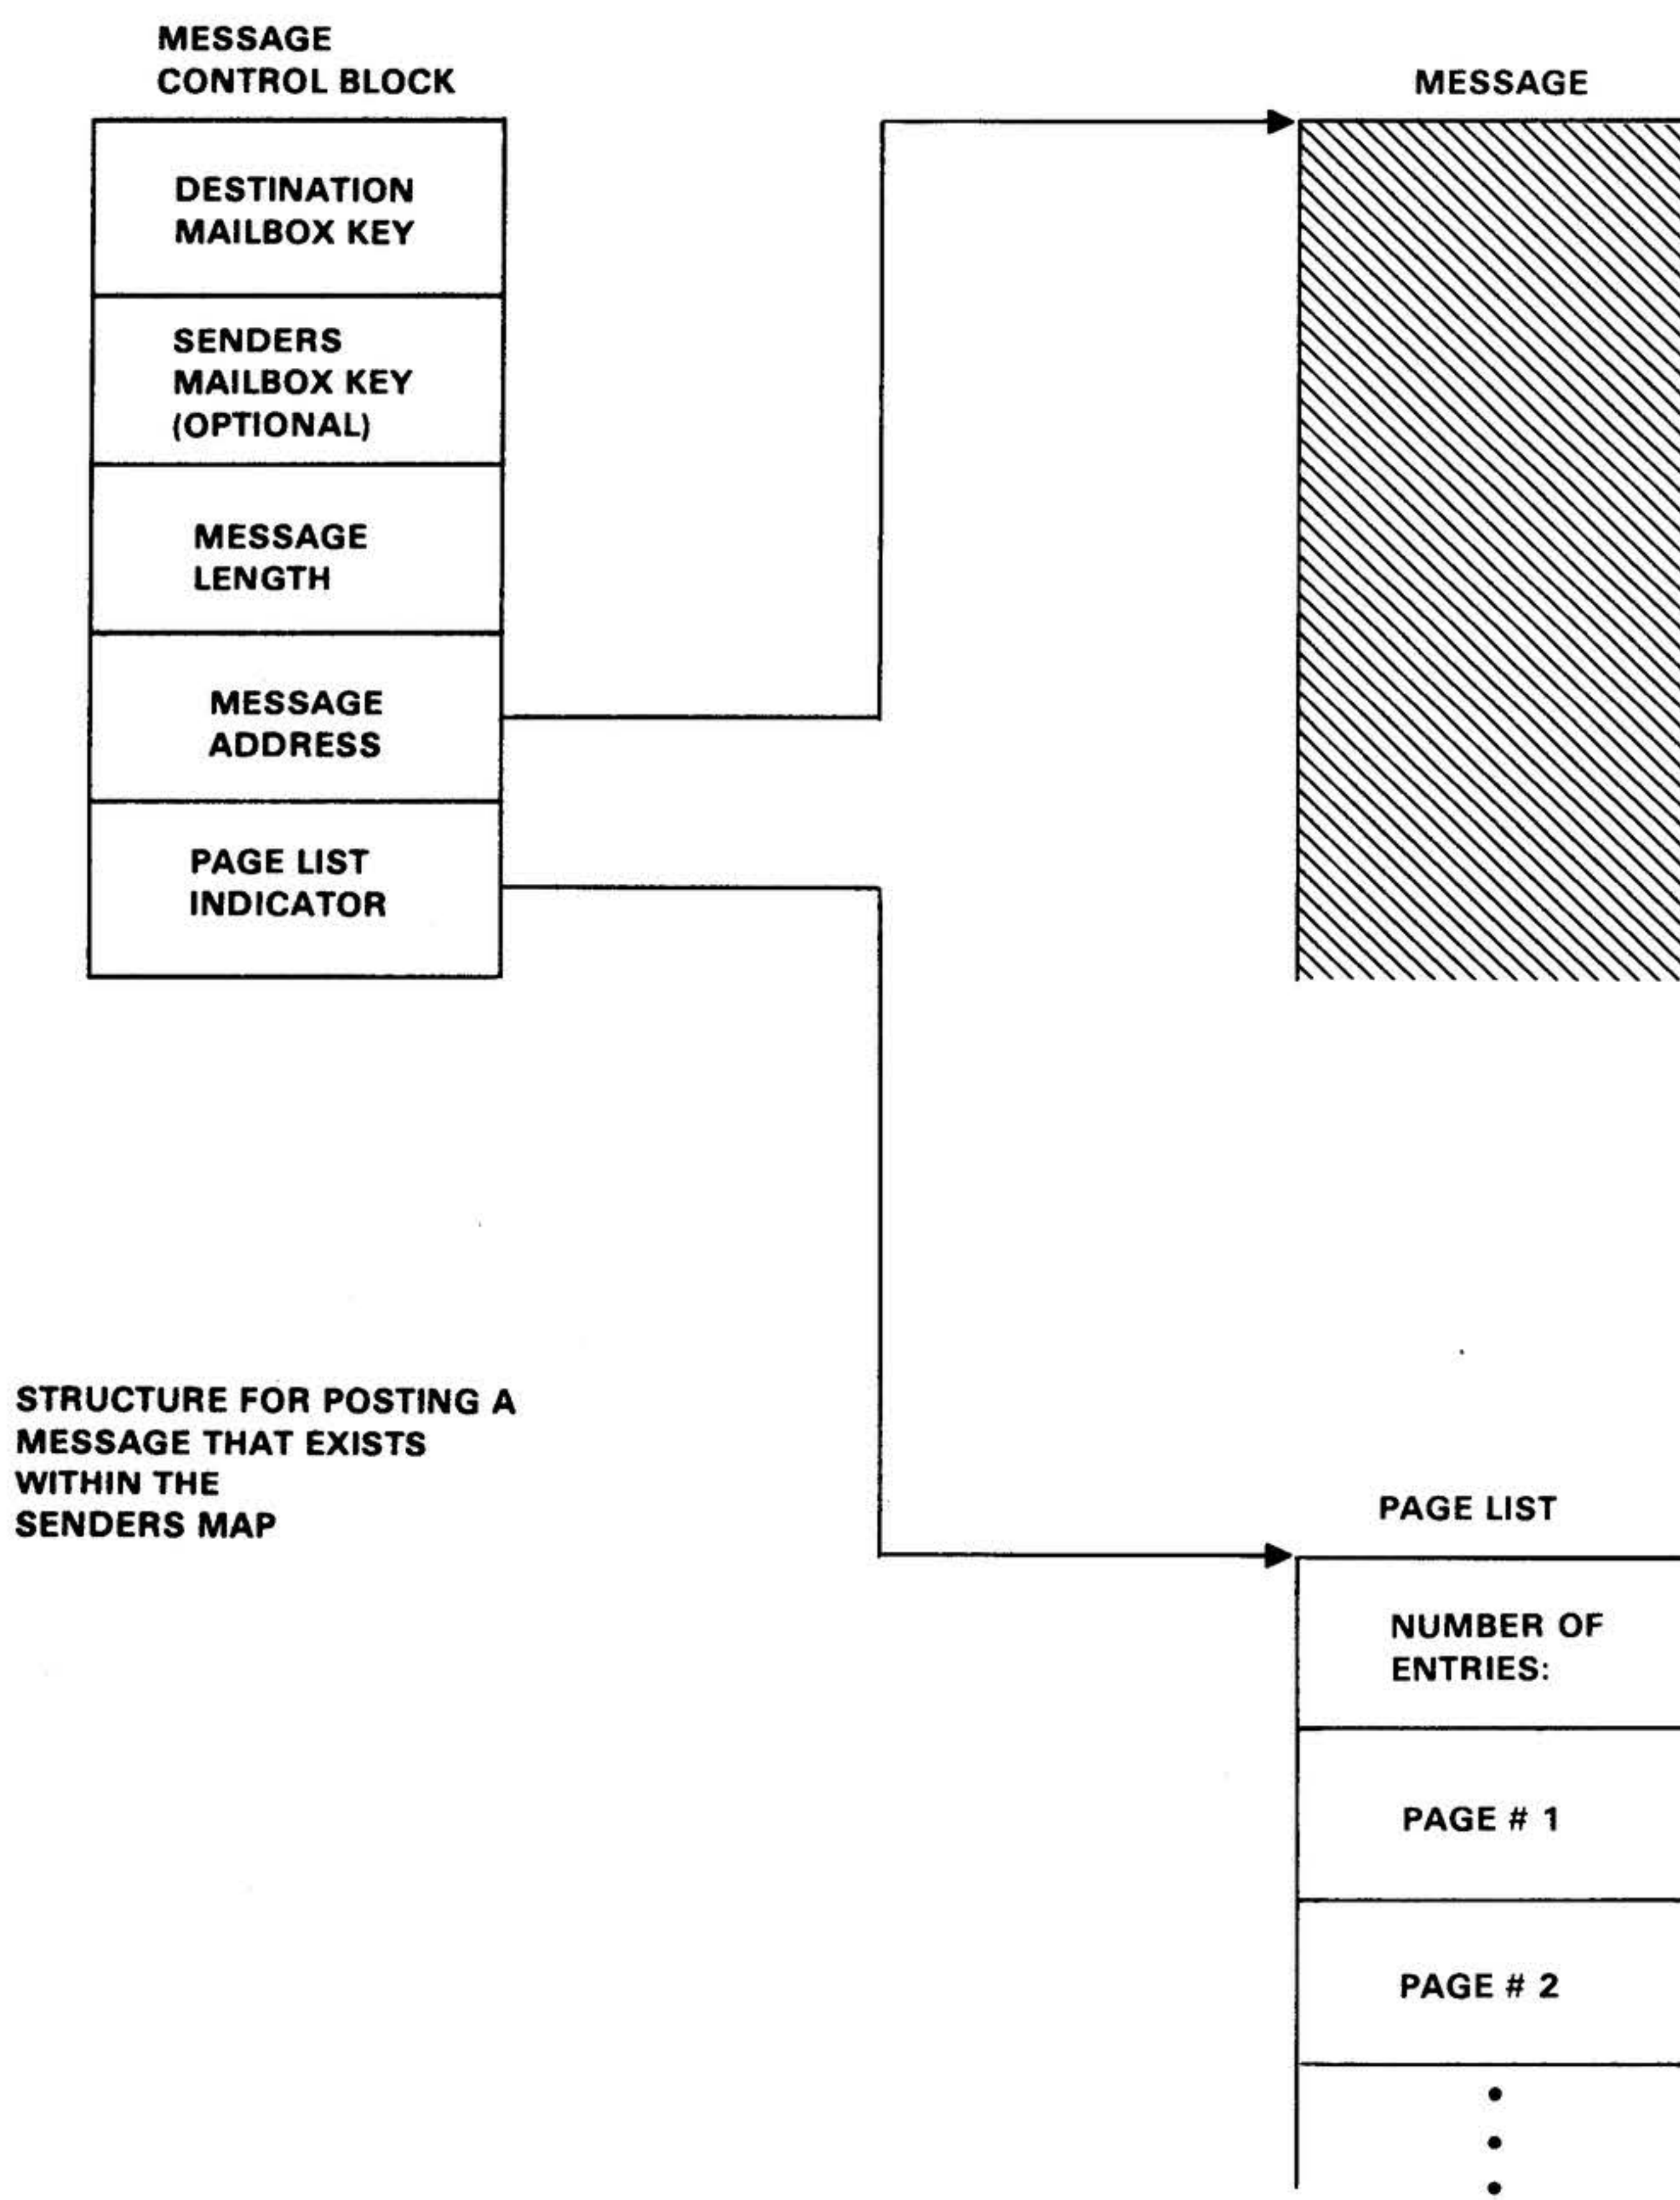 MESSAGE
CONTROL BLOCK
DESTINATION
MAILBOX KEY
SENDERS
MAILBOX KEY
(OPTIONAL)
MESSAGE
LENGTH
MESSAGE
ADDRESS
PAGE LIST
INDICATOR
MESSAGE
STRUCTURE FOR POSTING A
MESSAGE THAT EXISTS
WITHIN THE
SENDERS MAP
PAGE LIST
NUMBER OF
ENTRIES:
PAGE # 1
PAGE # 2